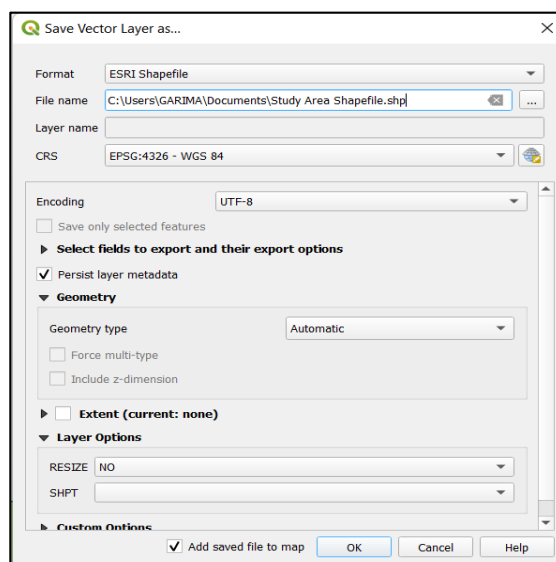 Save Vector Layer as...
Format ESRI Shapefile
File name C:\Users\GARIMA\Documents\Study Area Shapefile.shp ...
Layer name
CRS EPSG:4326 - WGS 84
Encoding UTF-8
Save only selected features
Select fields to export and their export options
Persist layer metadata
Geometry
Geometry type Automatic
Force multi-type
Include z-dimension
Extent (current: none)
Layer Options
RESIZE NO
SHPT
Custom Options
Add saved file to map OK Cancel Help